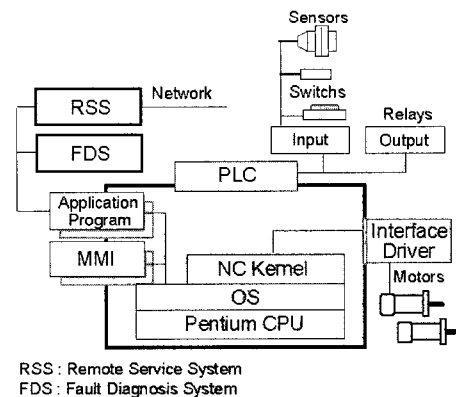 Sensors
Network
Switchs
RSS
Relays
Input
Output
FDS
PLC
Application
Program
Interface
Driver
MMI
NC Kernel
Motors
OS
Pentium CPU
RSS : Remote Service System
FDS : Fault Diagnosis System